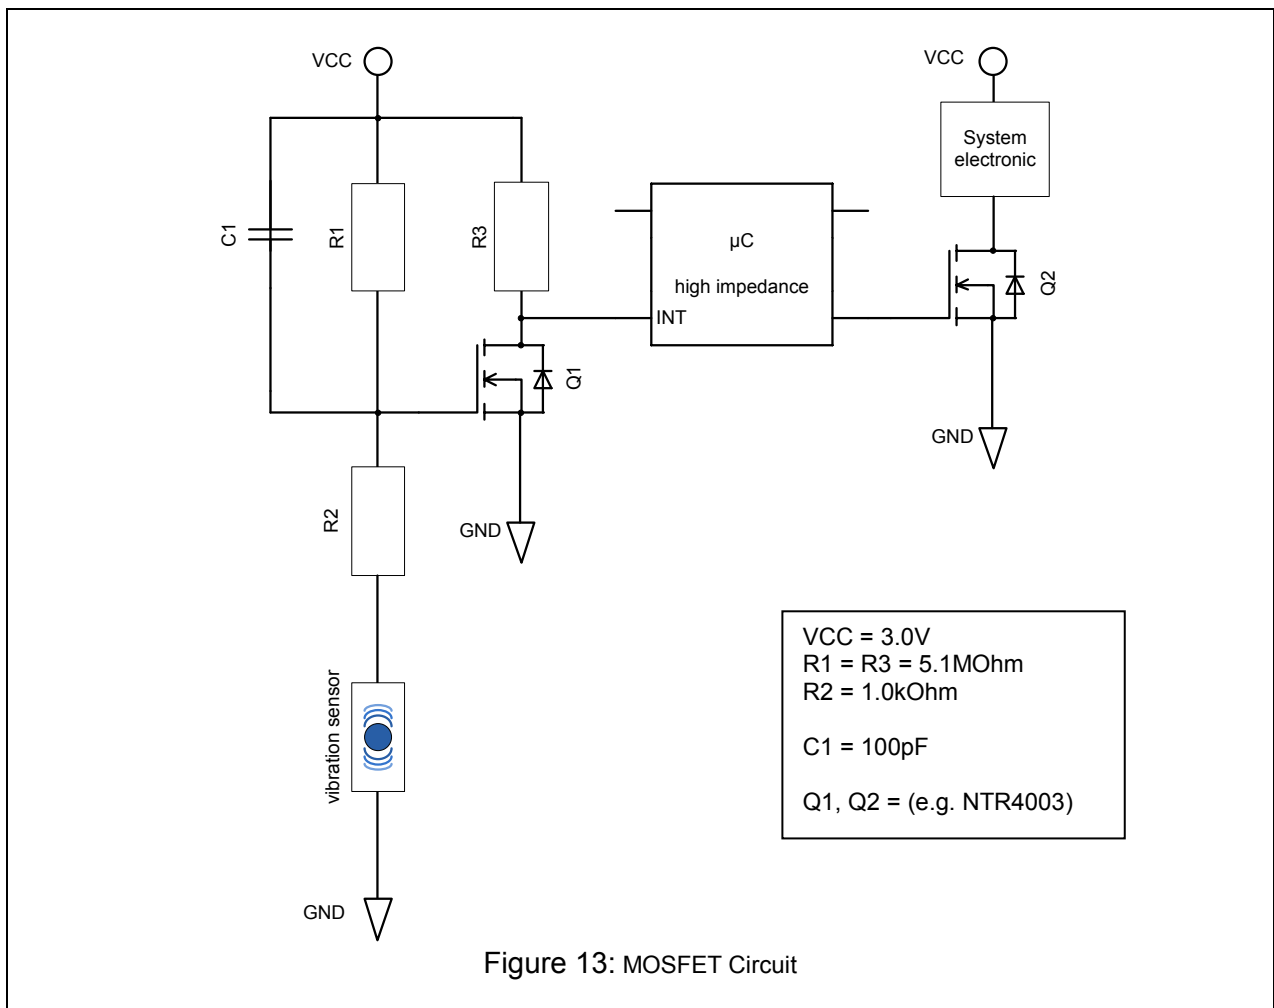 VCC
VCC
System
electronic
C1
R1
R3
µC
high impedance
INT
Q1
Q2
GND
R2
GND
vibration sensor
GND
VCC = 3.0V
R1 = R3 = 5.1MOhm
R2 = 1.0kOhm
C1 = 100pF
Q1, Q2 = (e.g. NTR4003)
Figure 13: MOSFET Circuit